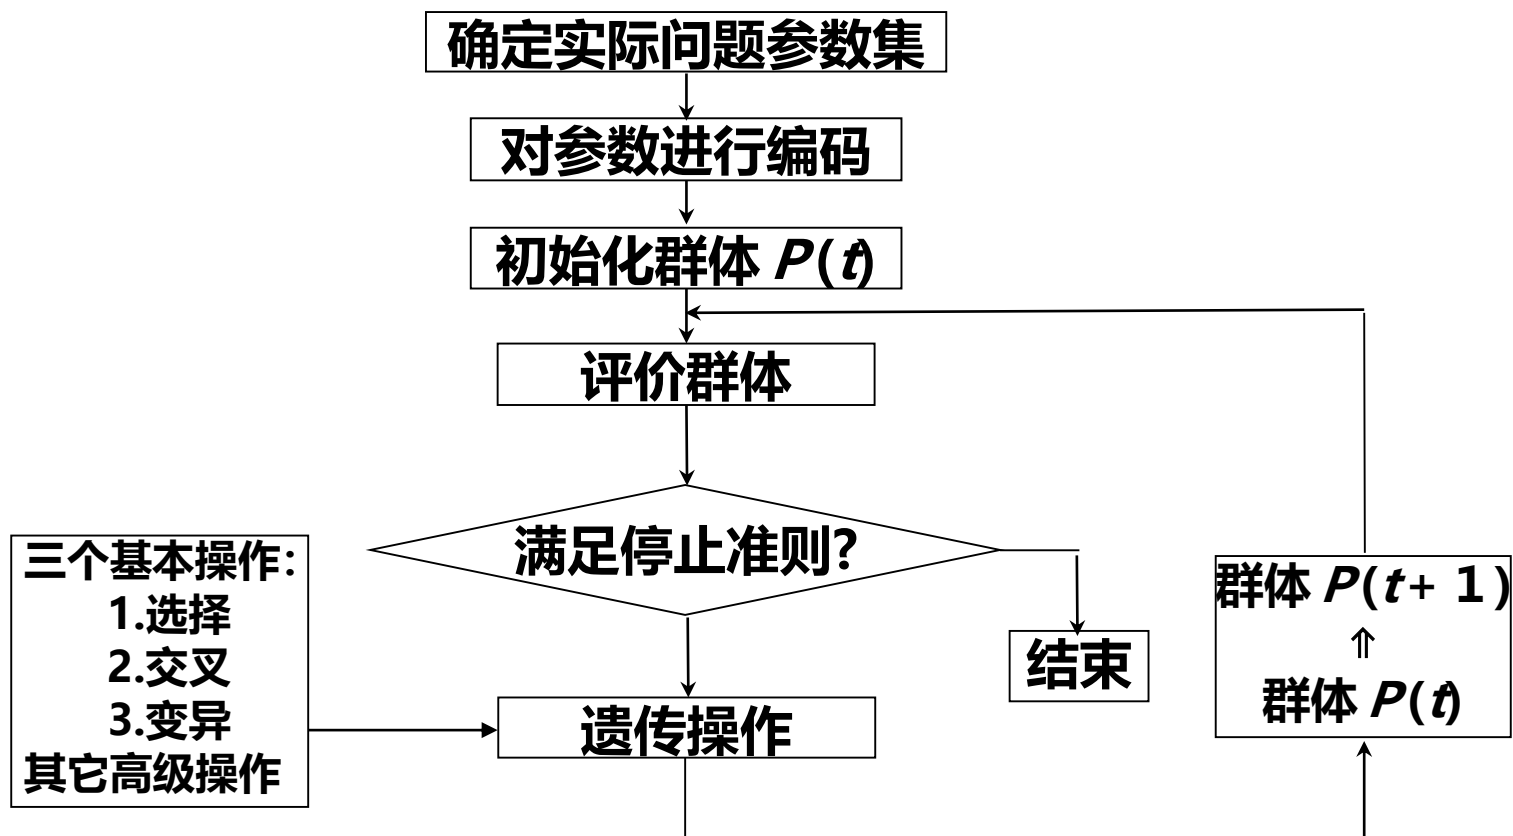 确定实际问题参数集
对参数进行编码
初始化群体 P(t)
评价群体
满足停止准则?
三个基本操作:
1.选择
2.交叉
3.变异
其它高级操作
遗传操作
结束
群体 P(t+1)
⇑
群体 P(t)